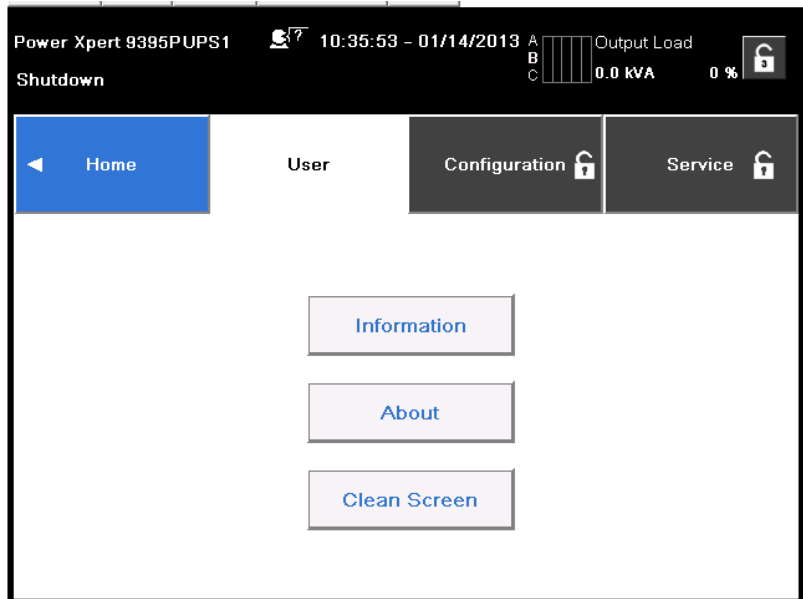 Power Xpert 9395PUPS1 ? 10:35:53 - 01/14/2013 A Output Load
B
C 0.0 kVA 0 % 3
Shutdown
Home User Configuration Service
Information
About
Clean Screen